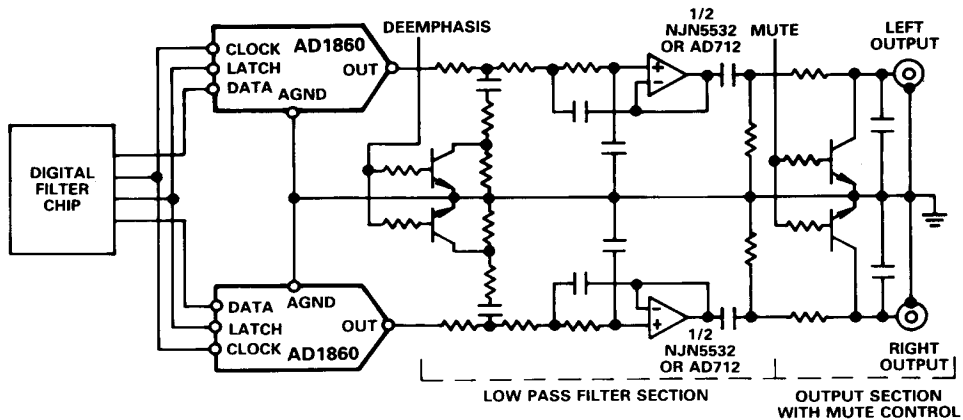 DEEMPHASIS
1/2
NJN5532
OR AD712
MUTE
LEFT
OUTPUT
AD1860
CLOCK
LATCH
DATA
OUT
AGND
DIGITAL
FILTER
CHIP
AGND
DATA
LATCH
CLOCK
OUT
AD1860
1/2
NJN5532
OR AD712
RIGHT
OUTPUT
LOW PASS FILTER SECTION
OUTPUT SECTION
WITH MUTE CONTROL
+
−
−
+